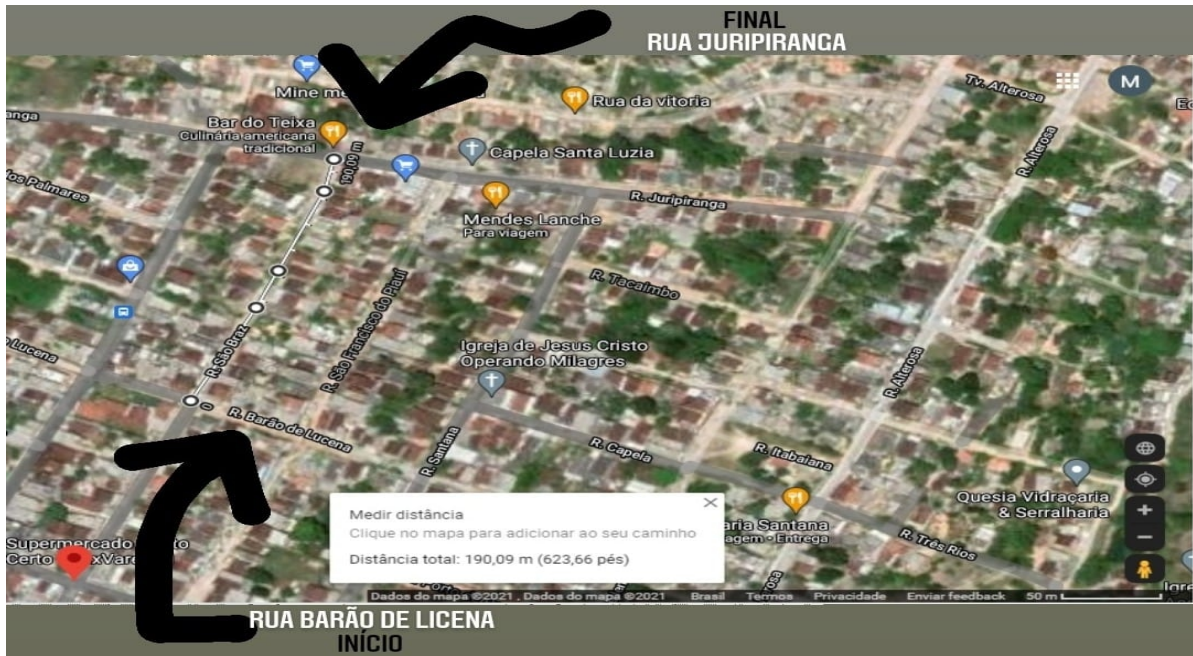 FINAL
RUA JURIPIRANGA
Mine me
Rua da vitoria
Tv. Alterosa
M
anga
Bar do Teixa
Culinária americana
tradicional
190,09 m
Capela Santa Luzia
R. Alterosa
os Palmares
R. Juripiranga
Mendes Lanche
Para viagem
R. Tacaimbo
R. São Francisco do Piauí
Lucena
R. São Braz
Igreja de Jesus Cristo
Operando Milagres
R. Alterosa
0
R. Barão de Lucena
R. Santana
R. Capela
R. Itabaiana
Quesia Vidraçaria
& Serralharia
Medir distância
Clique no mapa para adicionar ao seu caminho
Distância total: 190,09 m (623,66 pés)
aria Santana
agem • Entrega
R. Três Rios
Supermercado
Certo
Dados do mapa ©2021 , Dados do mapa ©2021 Brasil Termos Privacidade Enviar feedback 50 m
RUA BARÃO DE LICENA
INÍCIO